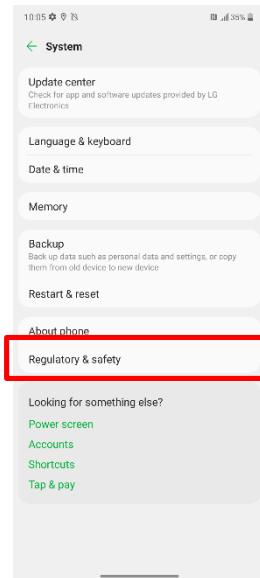 10:05 35%
← System
Update center
Check for app and software updates provided by LG
Electronics
Language & keyboard
Date & time
Memory
Backup
Back up data such as personal data and settings, or copy
them from old device to new device
Restart & reset
About phone
Regulatory & safety
Looking for something else?
Power screen
Accounts
Shortcuts
Tap & pay